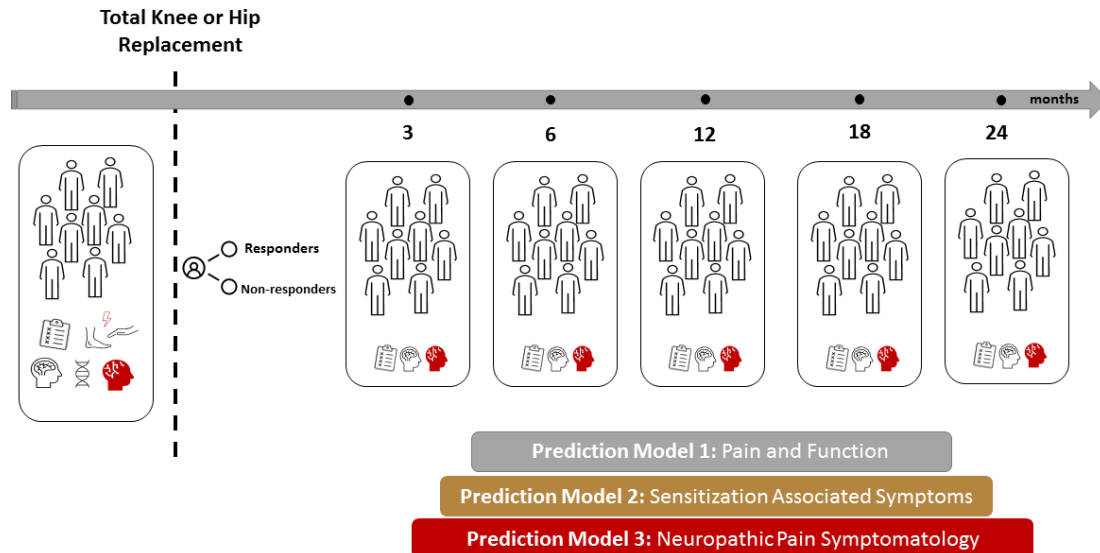 Total Knee or Hip
Replacement
months
3
6
12
18
24
Responders
Non-responders
Prediction Model 1: Pain and Function
Prediction Model 2: Sensitization Associated Symptoms
Prediction Model 3: Neuropathic Pain Symptomatology